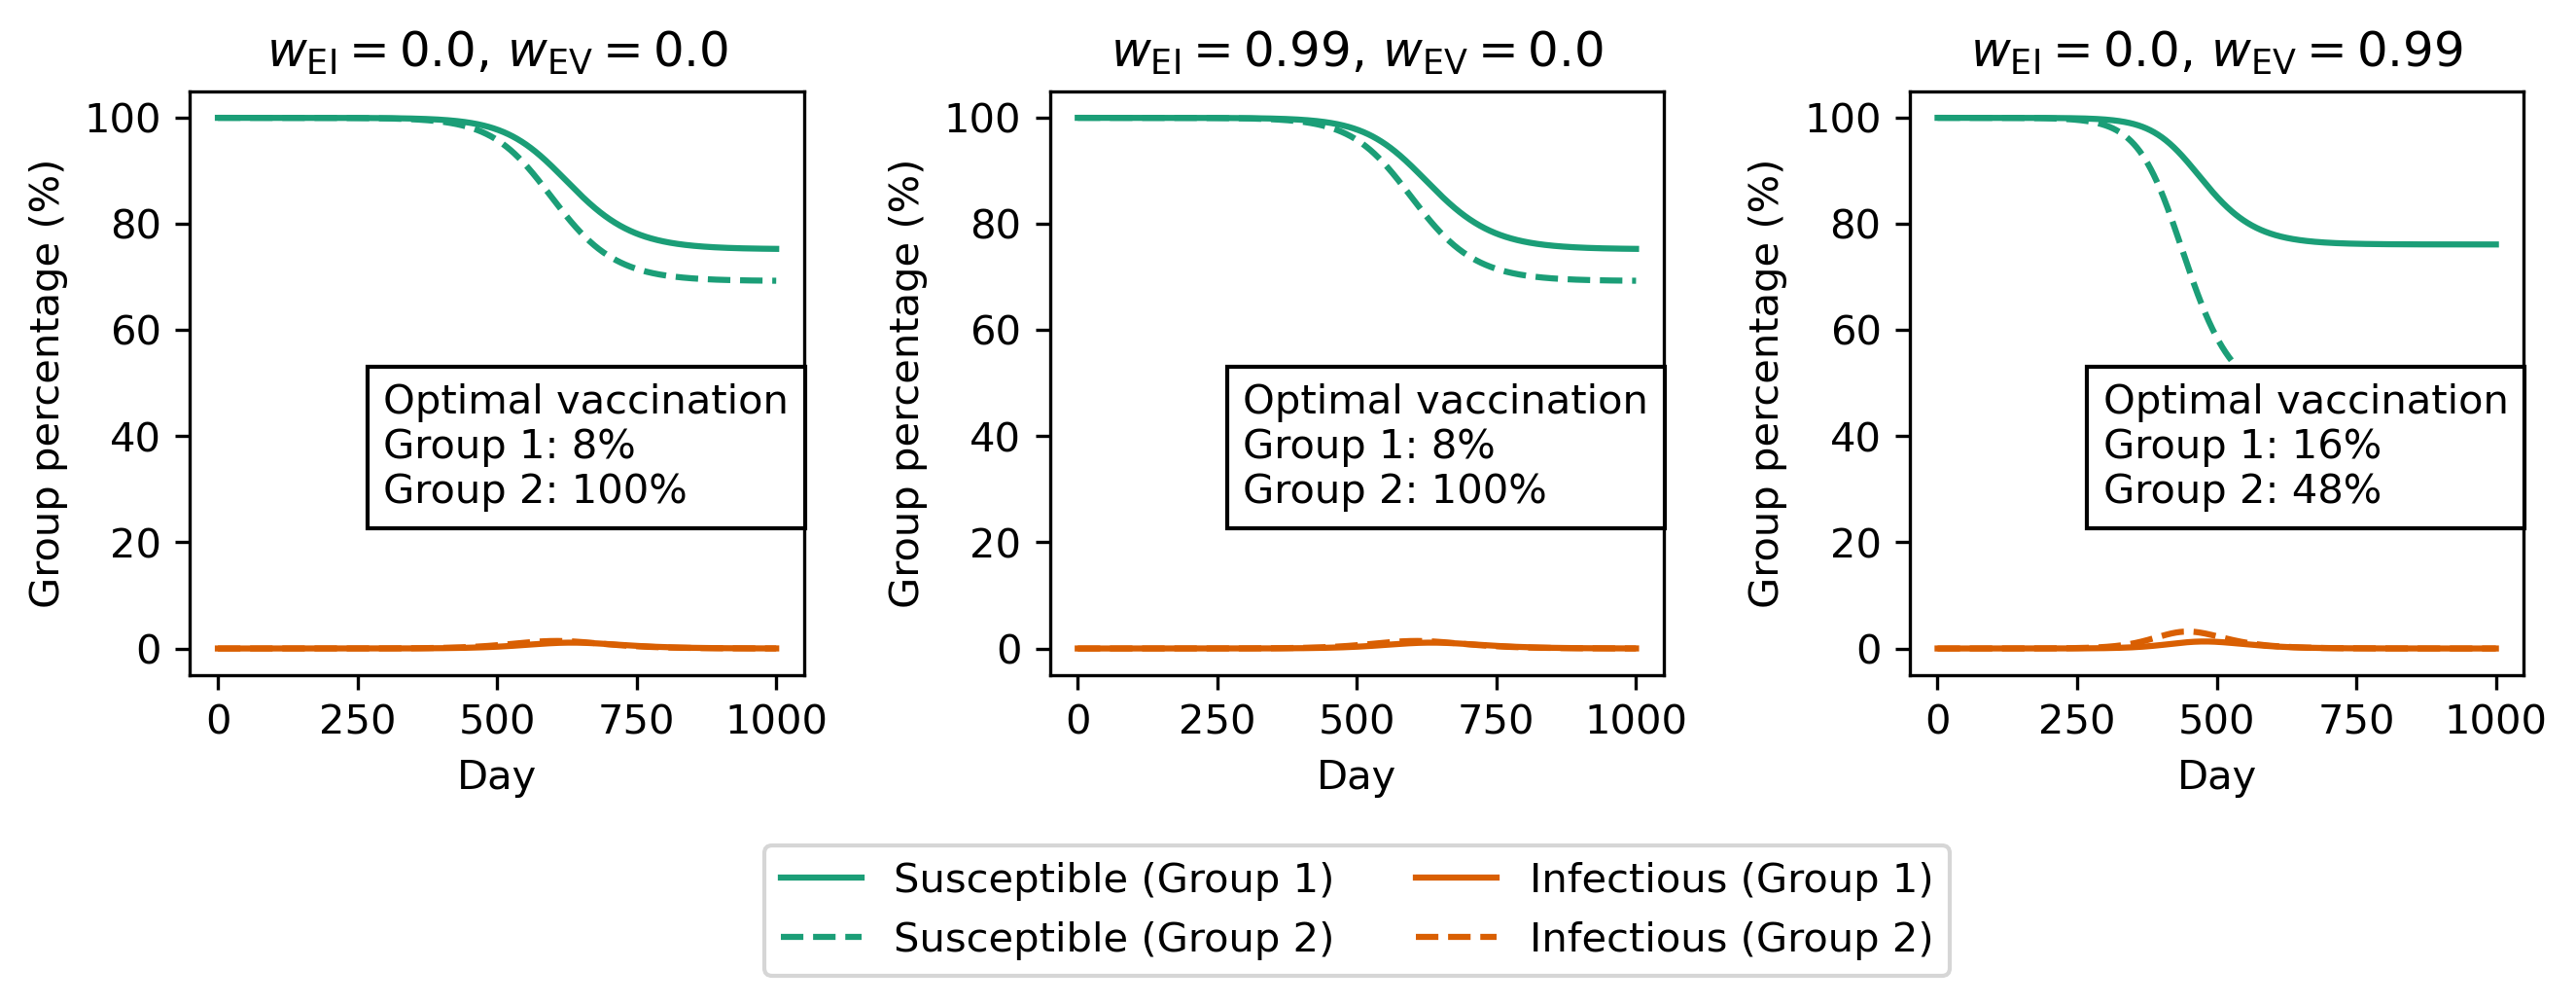 w_EI = 0.0, w_EV = 0.0
Group percentage (%)
100
80
60
40
20
0
Optimal vaccination
Group 1: 8%
Group 2: 100%
0 250 500 750 1000
Day
w_EI = 0.99, w_EV = 0.0
Group percentage (%)
100
80
60
40
20
0
Optimal vaccination
Group 1: 8%
Group 2: 100%
0 250 500 750 1000
Day
w_EI = 0.0, w_EV = 0.99
Group percentage (%)
100
80
60
40
20
0
Optimal vaccination
Group 1: 16%
Group 2: 48%
0 250 500 750 1000
Day
Susceptible (Group 1)
Susceptible (Group 2)
Infectious (Group 1)
Infectious (Group 2)